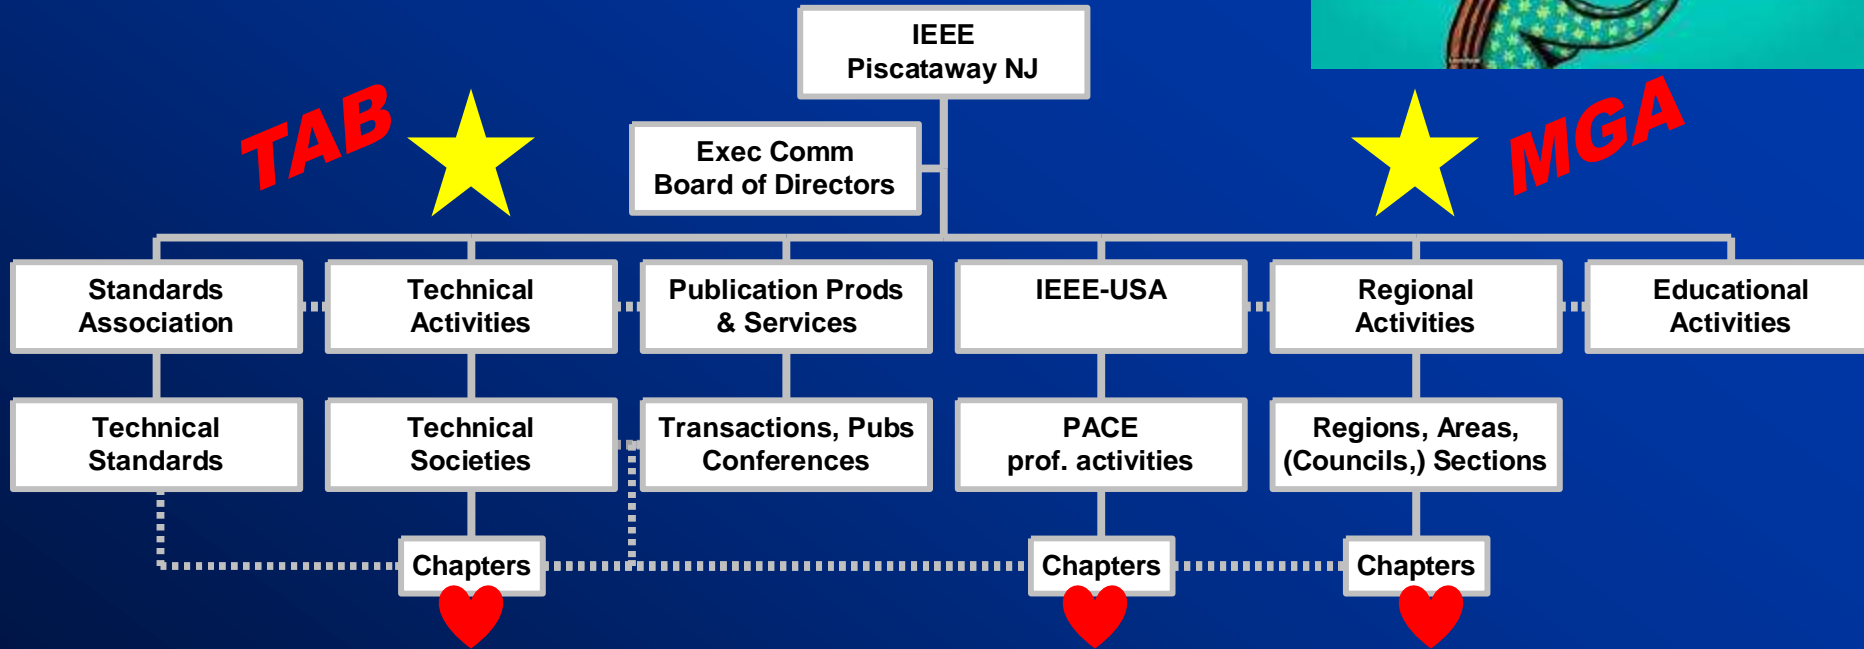 IEEE
Piscataway NJ
TAB
MGA
Exec Comm
Board of Directors
Standards
Association
Technical
Activities
Publication Prods
& Services
IEEE-USA
Regional
Activities
Educational
Activities
Technical
Standards
Technical
Societies
Transactions, Pubs
Conferences
PACE
prof. activities
Regions, Areas,
(Councils,) Sections
Chapters
Chapters
Chapters